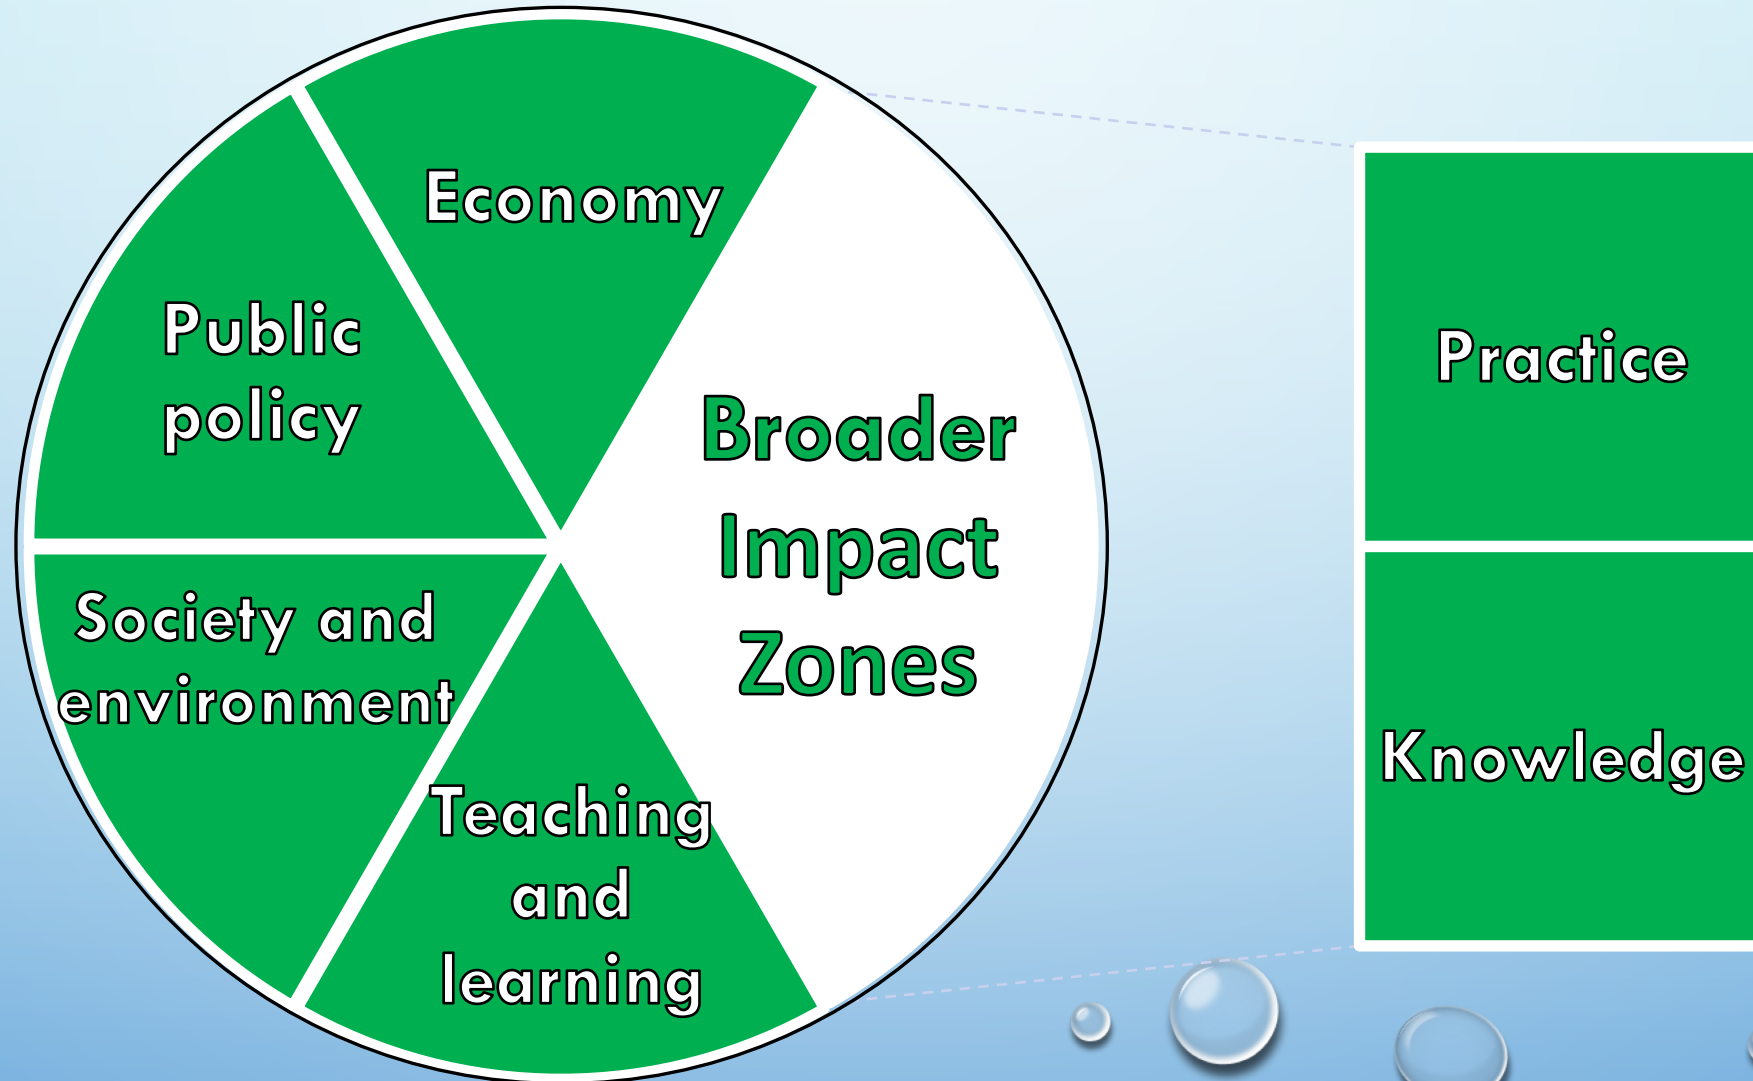 Economy
Public
policy
Society and
environment
Teaching
and
learning
Broader
Impact
Zones
Practice
Knowledge